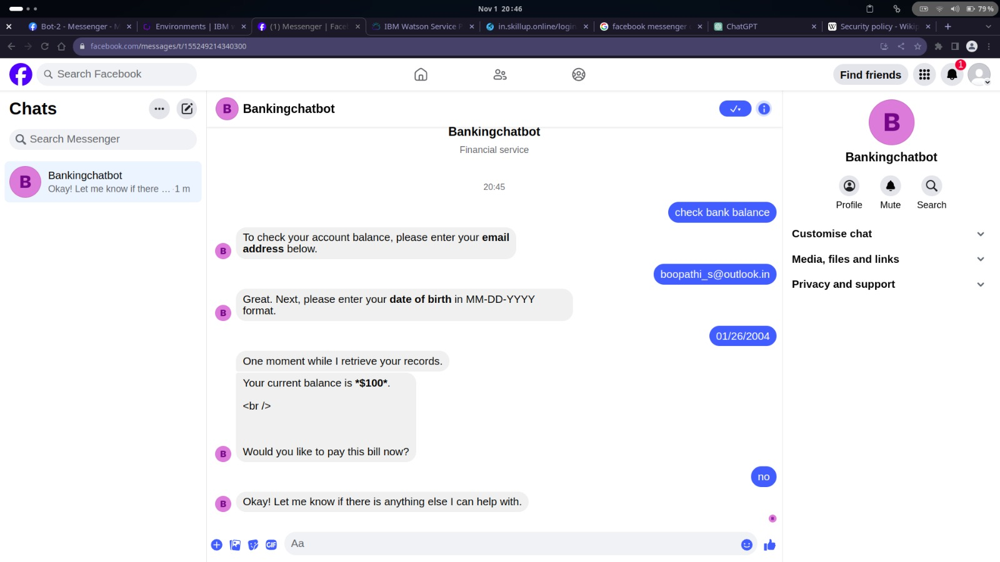 Nov 1 20:46
79 %
Bot-2 - Messenger - M
Environments | IBM w
(1) Messenger | Face
IBM Watson Service P
in.skillup.online/login
facebook messenger
ChatGPT
Security policy - Wikip
facebook.com/messages/t/155249214340300
Search Facebook
Find friends
1
Chats
Search Messenger
B
Bankingchatbot
Okay! Let me know if there ... · 1 m
B
Bankingchatbot
Bankingchatbot
Financial service
20:45
check bank balance
To check your account balance, please enter your email
address below.
B
boopathi_s@outlook.in
Great. Next, please enter your date of birth in MM-DD-YYYY
format.
B
01/26/2004
One moment while I retrieve your records.
Your current balance is *$100*.
<br />
Would you like to pay this bill now?
B
no
Okay! Let me know if there is anything else I can help with.
B
B
GIF
Aa
B
Bankingchatbot
Profile
Mute
Search
Customise chat
Media, files and links
Privacy and support